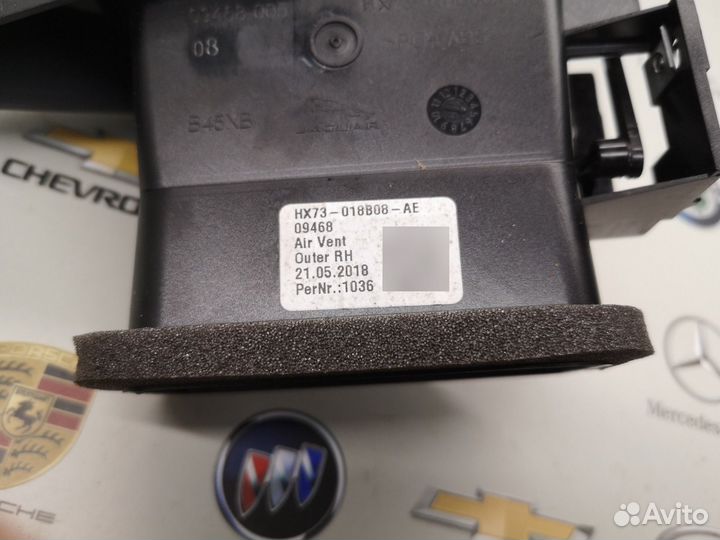 08
B45NB
JAGUAR
HX73-018B08-AE
09468
Air Vent
Outer RH
21.05.2018
PerNr.:1036
CHEVRO
PORSCHE
Mercedes
Avito